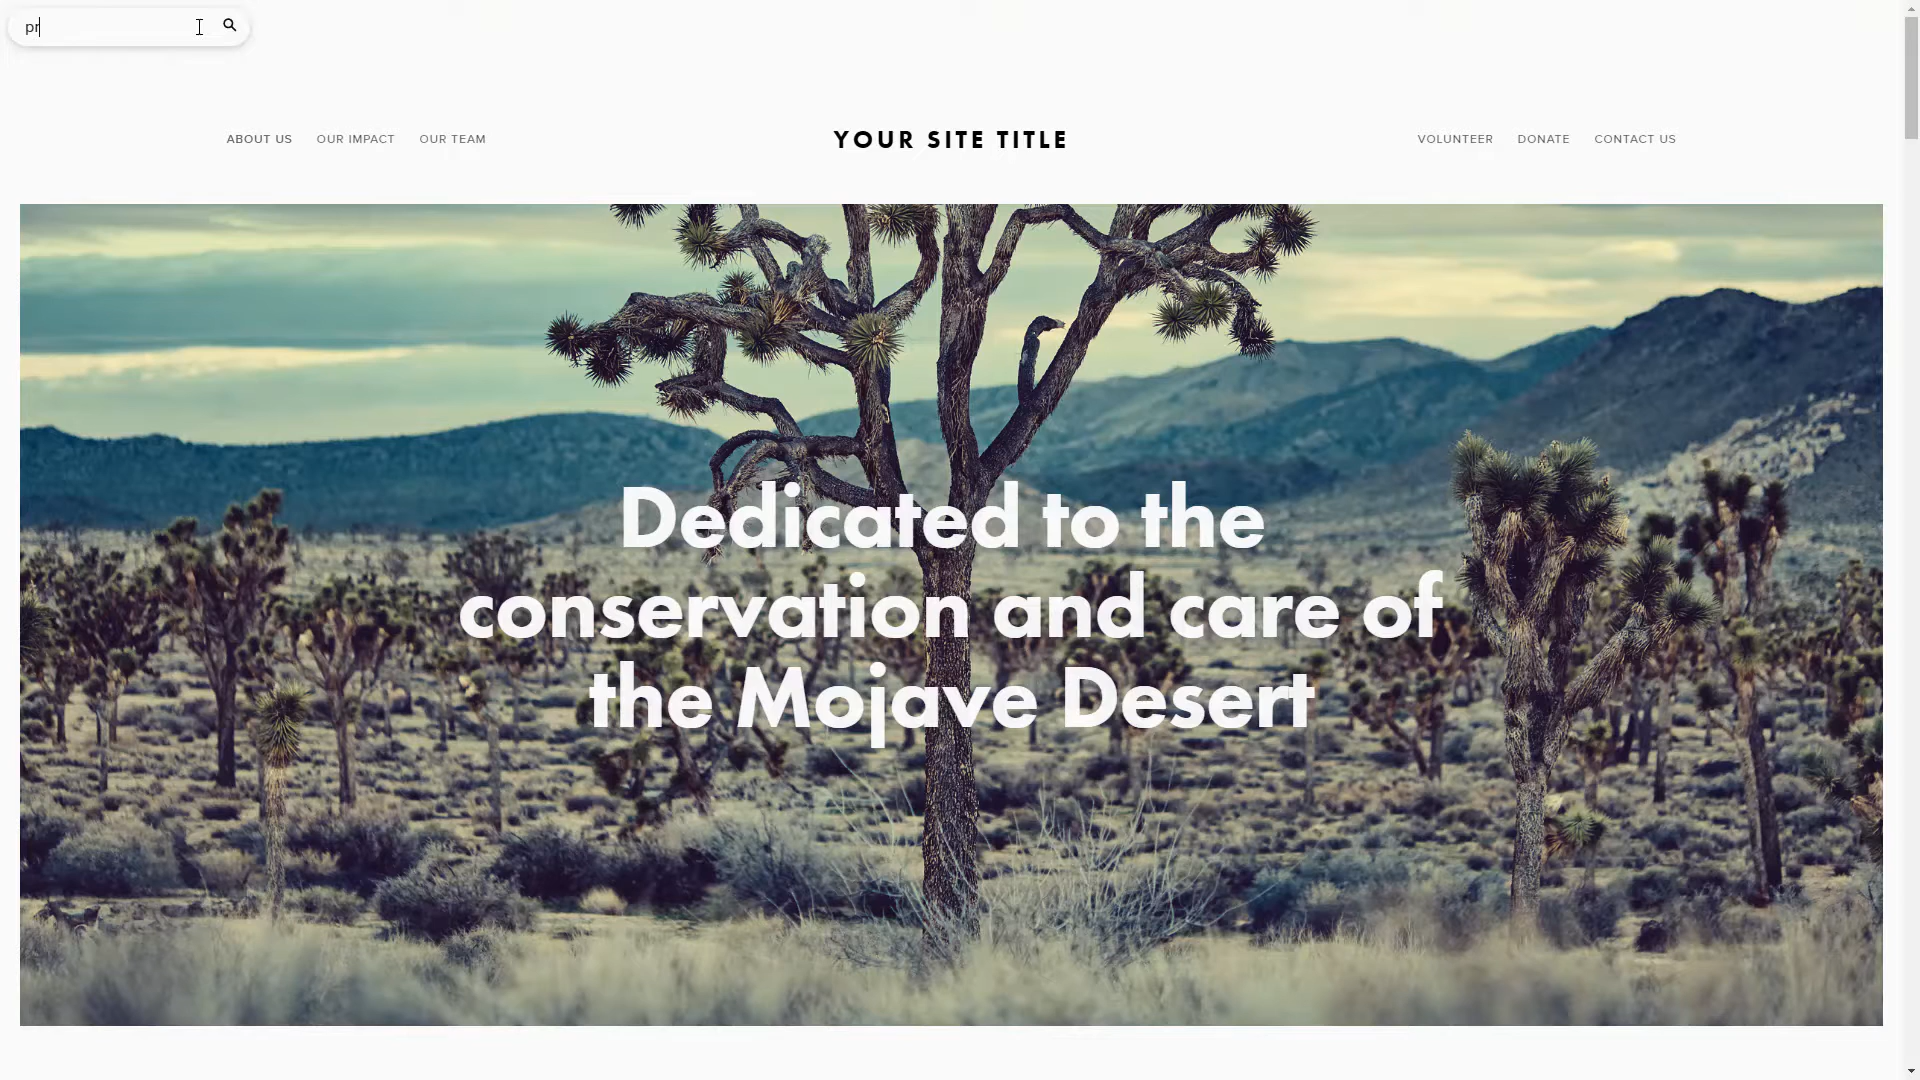 pr
ABOUT US OUR IMPACT OUR TEAM
YOUR SITE TITLE
VOLUNTEER DONATE CONTACT US
Dedicated to the
conservation and care of
the Mojave Desert